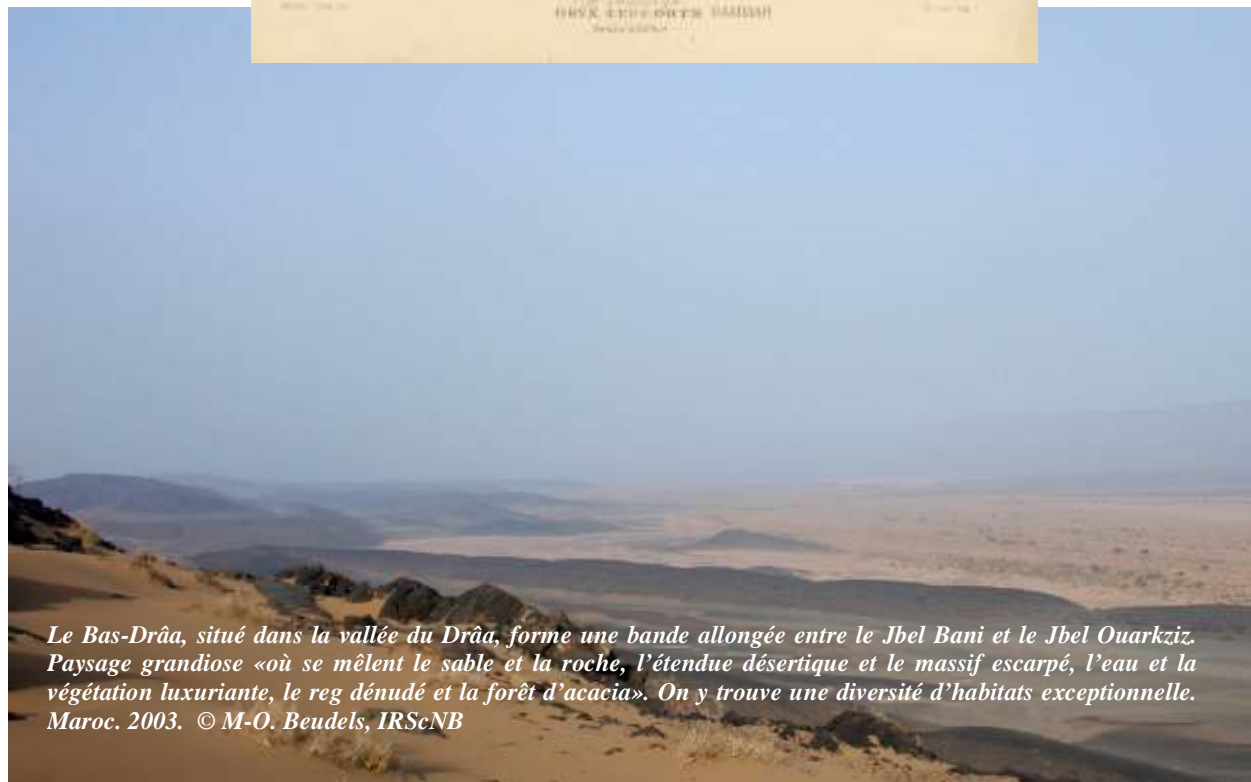 Le Bas-Drâa, situé dans la vallée du Drâa, forme une bande allongée entre le Jbel Bani et le Jbel Ouarkziz.
Paysage grandiose «où se mêlent le sable et la roche, l'étendue désertique et le massif escarpé, l'eau et la
végétation luxuriante, le reg dénudé et la forêt d'acacia». On y trouve une diversité d'habitats exceptionnelle.
Maroc. 2003. © M-O. Beudels, IRScNB